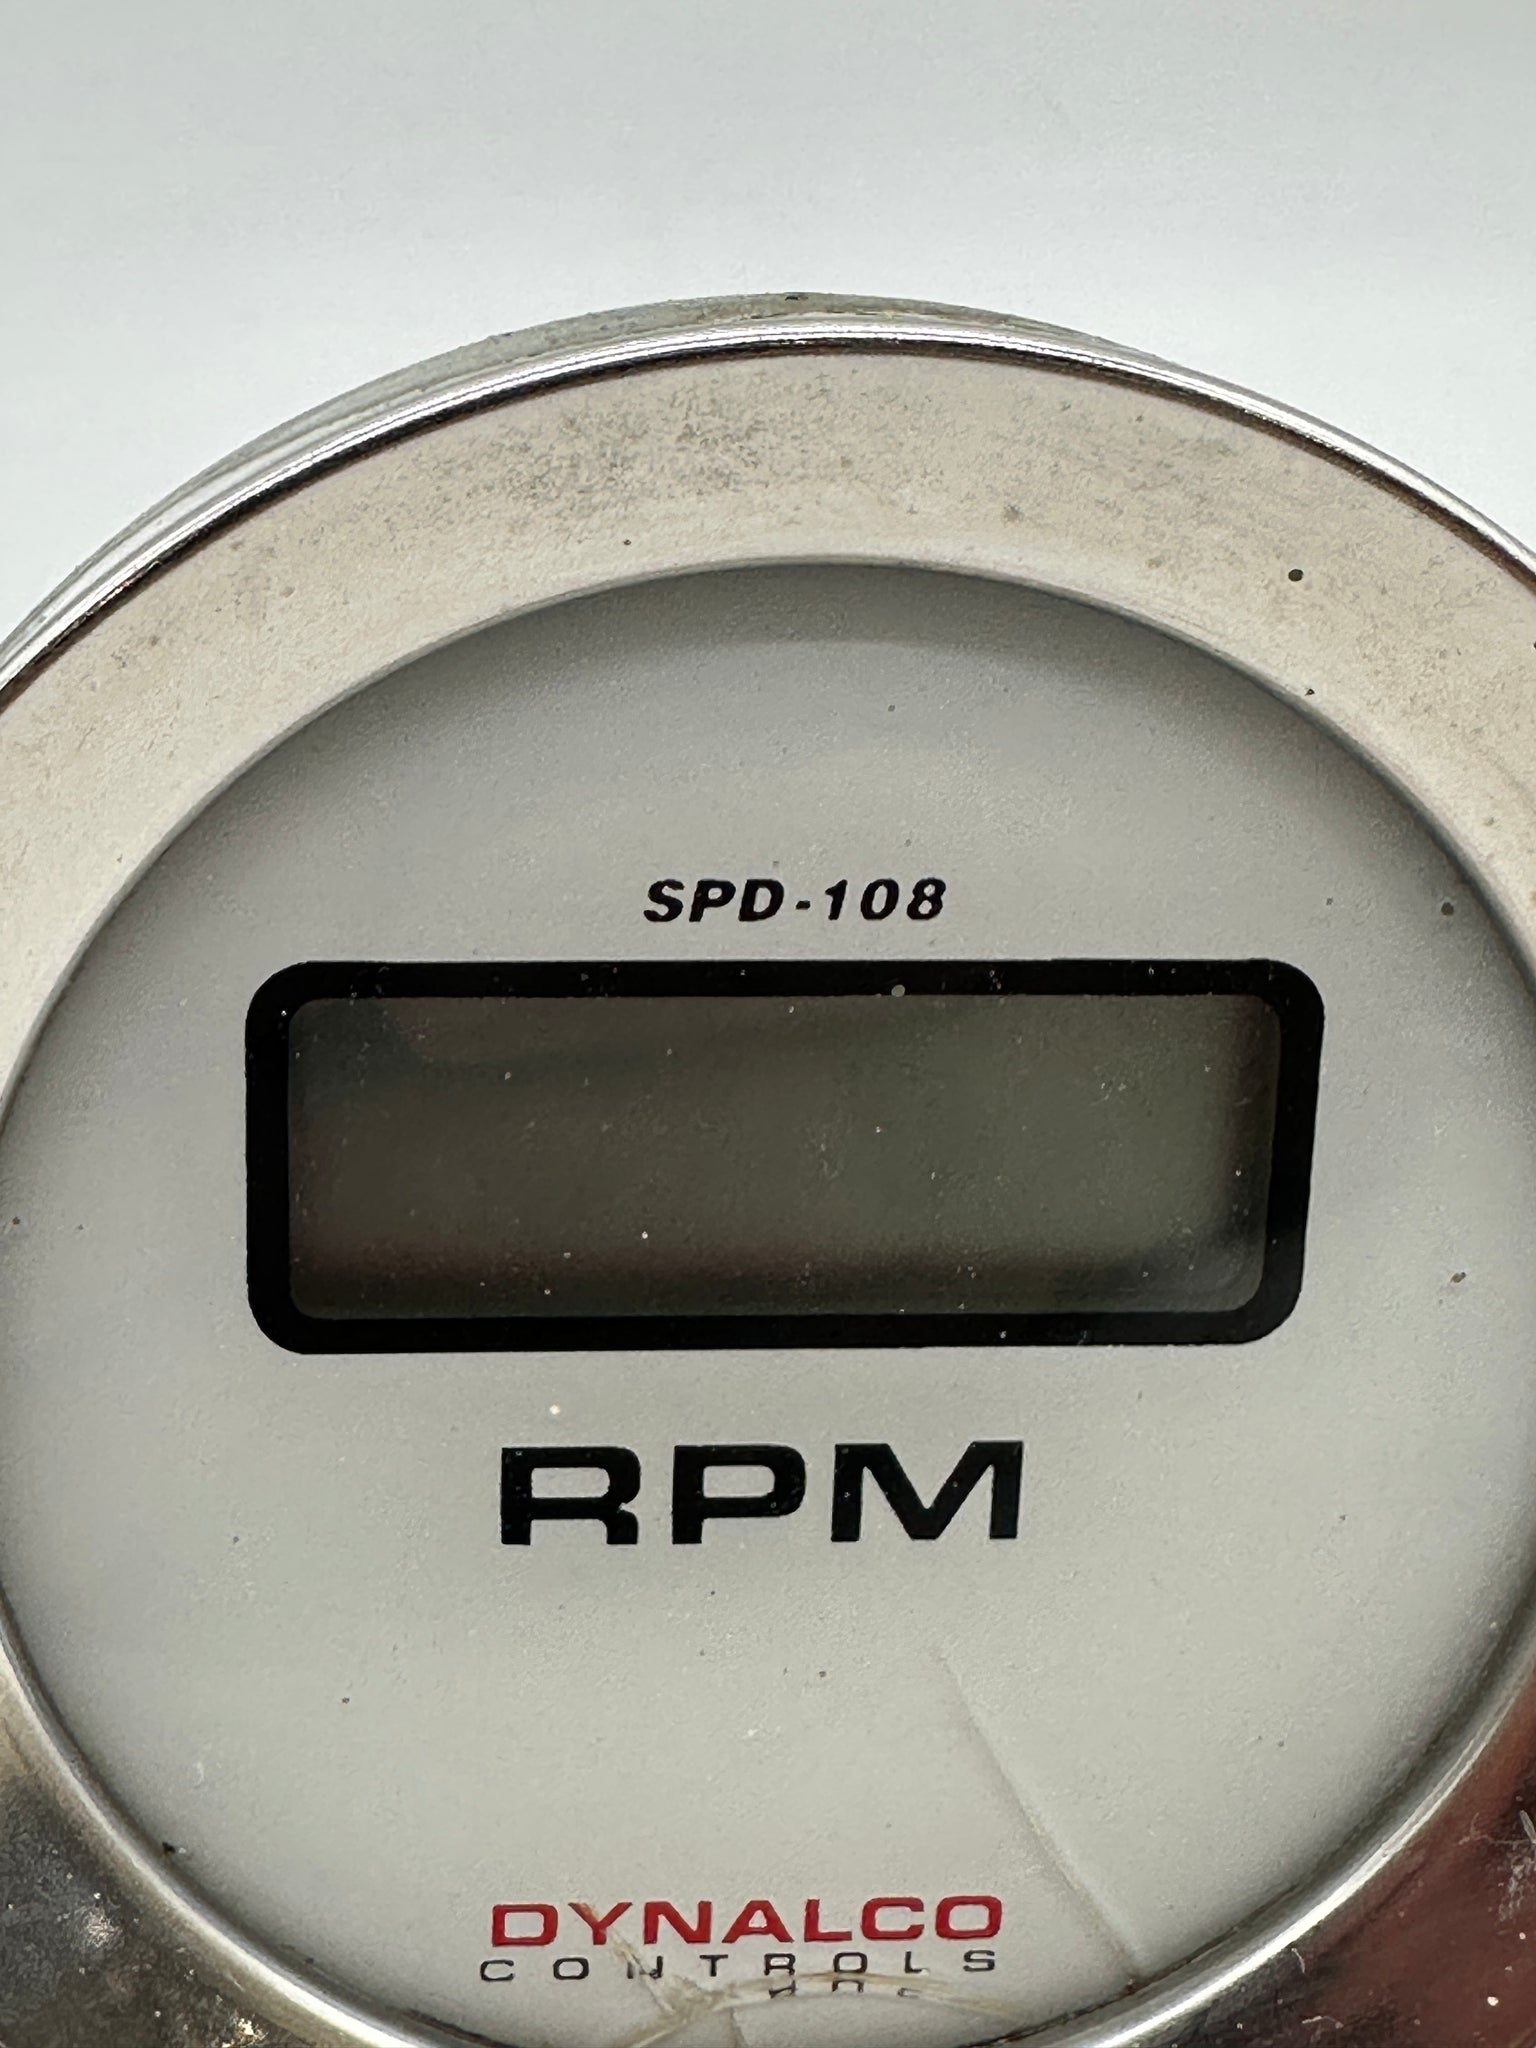 SPD-108
RPM
DYNALCO
CONTROLS